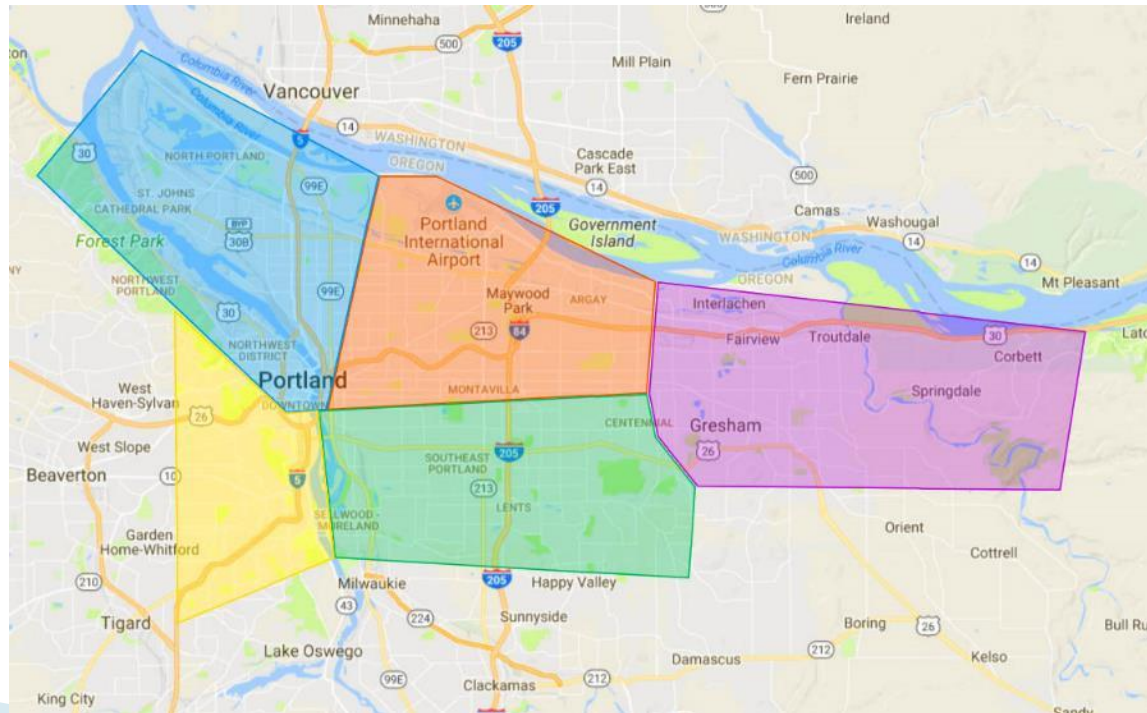 Minnehaha
Ireland
500
205
Mill Plain
Fern Prairie
Columbia River
Vancouver
14
WASHINGTON
OREGON
Columbia River
5
NORTH PORTLAND
30
99E
Cascade
Park East
14
500
Camas
Washougal
14
ST. JOHNS
CATHEDRAL PARK
BYP
30B
Portland
International
Airport
205
Government
Island
WASHINGTON
OREGON
Columbia River
14
Mt Pleasant
Forest Park
NORTHWEST
PORTLAND
99E
Maywood
Park
ARGAY
Interlachen
30
213
84
Fairview
Troutdale
30
Corbett
NORTHWEST
DISTRICT
Portland
DOWNTOWN
MONTAVILLA
Springdale
West
Haven-Sylvan
26
CENTENNIAL
Gresham
26
West Slope
SOUTHEAST
PORTLAND
205
Beaverton
10
5
213
LENTS
SELLWOOD -
MORELAND
Garden
Home-Whitford
Orient
Cottrell
210
Milwaukie
205
Happy Valley
43
Tigard
224
Sunnyside
Boring
26
Bull Ru
Lake Oswego
212
Damascus
Kelso
99E
Clackamas
212
King City
Sandy